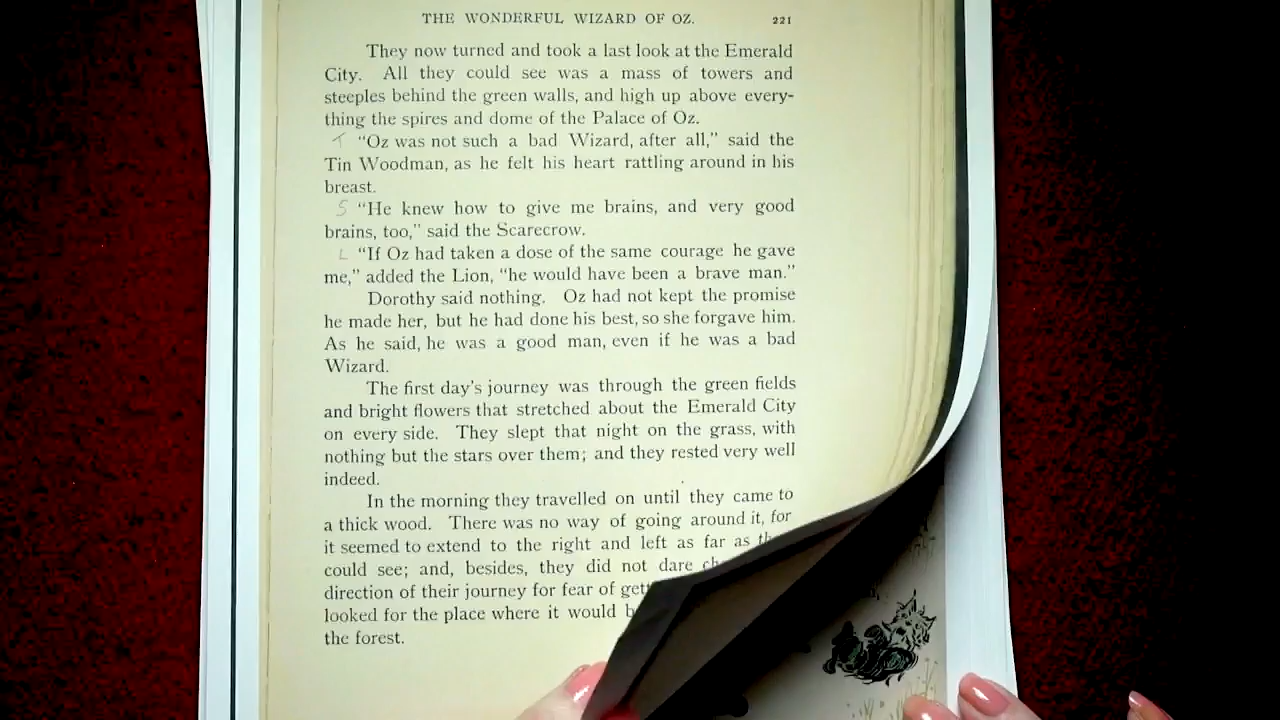 THE WONDERFUL WIZARD OF OZ. 221
They now turned and took a last look at the Emerald
City. All they could see was a mass of towers and
steeples behind the green walls, and high up above every-
thing the spires and dome of the Palace of Oz.
T "Oz was not such a bad Wizard, after all," said the
Tin Woodman, as he felt his heart rattling around in his
breast.
S "He knew how to give me brains, and very good
brains, too," said the Scarecrow.
L "If Oz had taken a dose of the same courage he gave
me," added the Lion, "he would have been a brave man."
Dorothy said nothing. Oz had not kept the promise
he made her, but he had done his best, so she forgave him.
As he said, he was a good man, even if he was a bad
Wizard.
The first day's journey was through the green fields
and bright flowers that stretched about the Emerald City
on every side. They slept that night on the grass, with
nothing but the stars over them; and they rested very well
indeed.
In the morning they travelled on until they came to
a thick wood. There was no way of going around it, for
it seemed to extend to the right and left as far as
could see; and, besides, they did not dare
direction of their journey for fear of
looked for the place where it would
the forest.